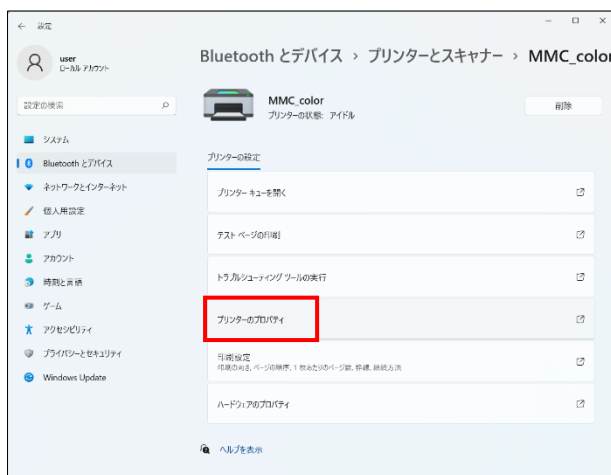 ← 設定
user
ローカル アカウント
設定の検索
システム
Bluetooth とデバイス
ネットワークとインターネット
個人用設定
アプリ
アカウント
時刻と言語
ゲーム
アクセシビリティ
プライバシーとセキュリティ
Windows Update
Bluetooth とデバイス › プリンターとスキャナー › MMC_color
MMC_color
プリンターの状態: アイドル
削除
プリンターの設定
プリンター キューを開く
テスト ページの印刷
トラブルシューティング ツールの実行
プリンターのプロパティ
印刷設定
印刷の向き、ページの順序、1 枚あたりのページ数、枠線、綴じ方法
ハードウェアのプロパティ
ヘルプを表示